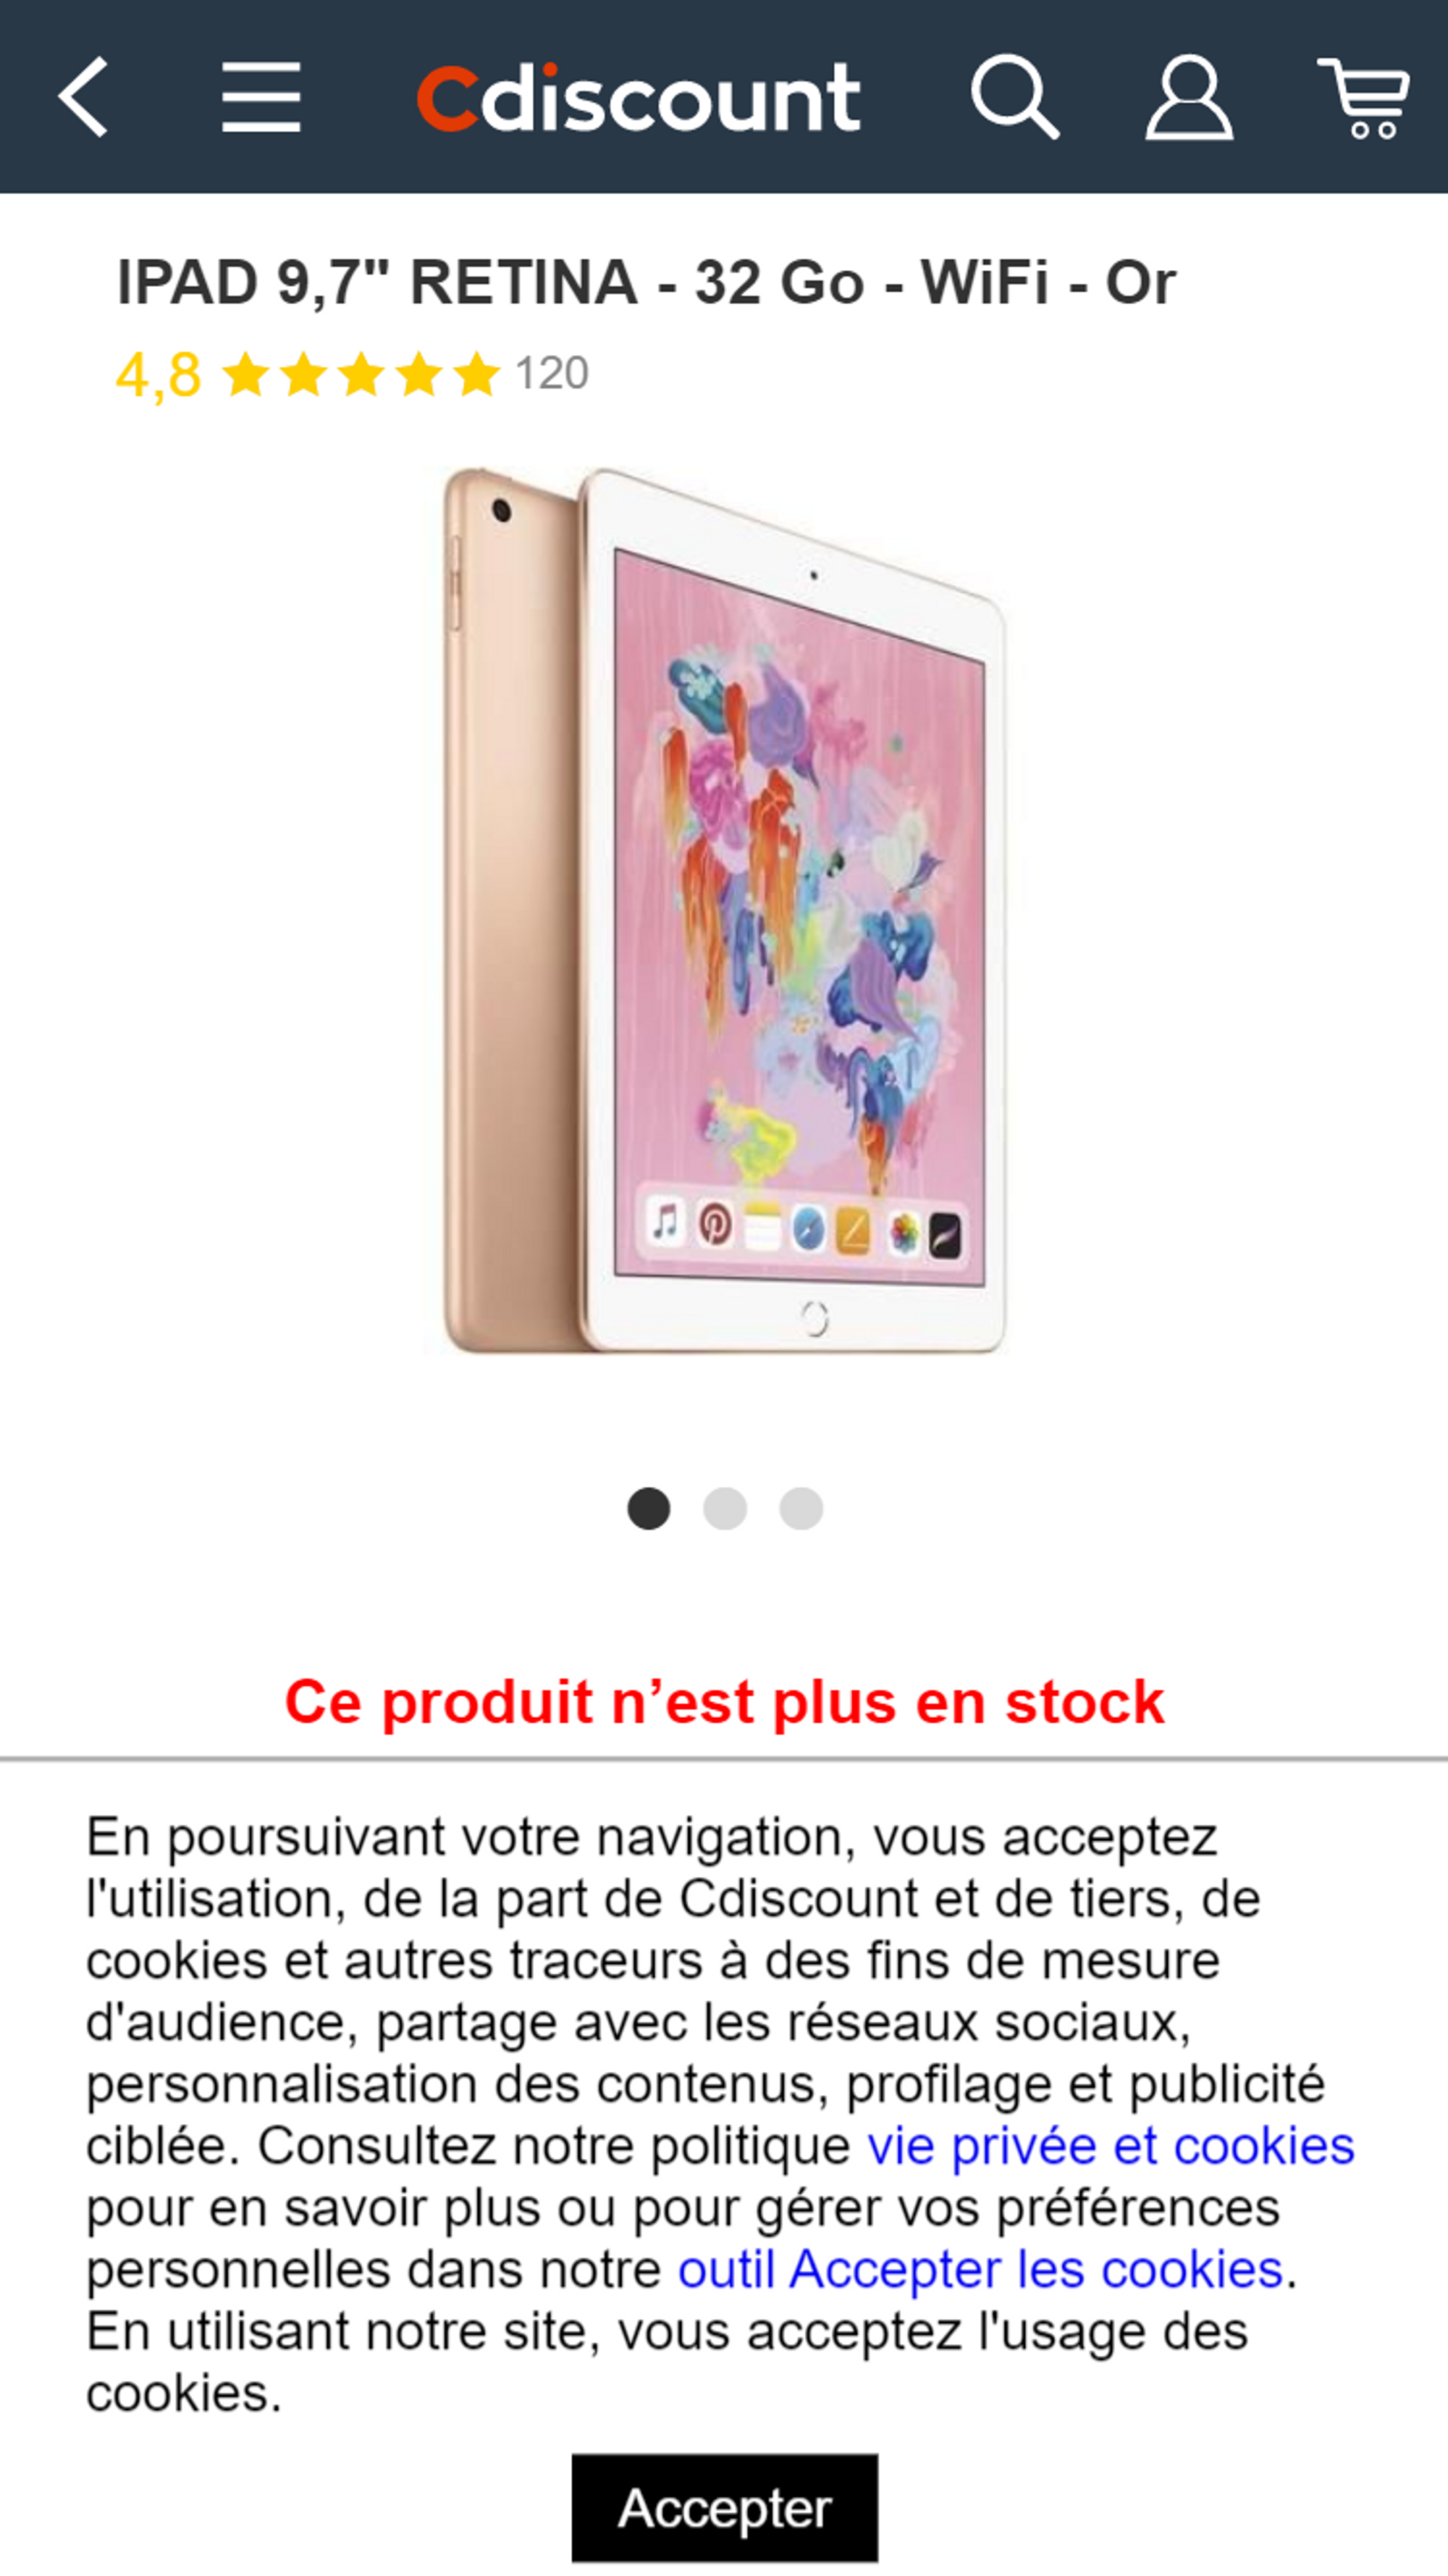 Cdiscount
IPAD 9,7" RETINA - 32 Go - WiFi - Or
4,8 120
Ce produit n’est plus en stock
En poursuivant votre navigation, vous acceptez
l'utilisation, de la part de Cdiscount et de tiers, de
cookies et autres traceurs à des fins de mesure
d'audience, partage avec les réseaux sociaux,
personnalisation des contenus, profilage et publicité
ciblée. Consultez notre politique vie privée et cookies
pour en savoir plus ou pour gérer vos préférences
personnelles dans notre outil Accepter les cookies.
En utilisant notre site, vous acceptez l'usage des
cookies.
Accepter